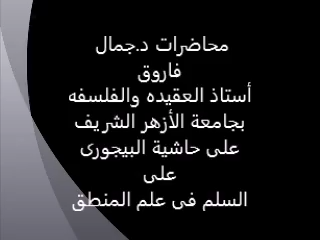 محاضرات د.جمال
فاروق
أستاذ العقيده والفلسفه
بجامعة الأزهر الشريف
على حاشية البيجورى
على
السلم فى علم المنطق